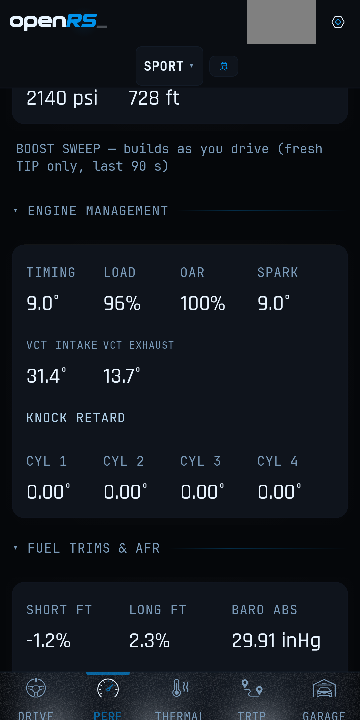 openRS_
SPORT ▾
2140 psi 728 ft
BOOST SWEEP — builds as you drive (fresh
TIP only, last 90 s)
▾ ENGINE MANAGEMENT
TIMING LOAD OAR SPARK
9.0° 96% 100% 9.0°
VCT INTAKE VCT EXHAUST
31.4° 13.7°
KNOCK RETARD
CYL 1 CYL 2 CYL 3 CYL 4
0.00° 0.00° 0.00° 0.00°
▾ FUEL TRIMS & AFR
SHORT FT LONG FT BARO ABS
-1.2% 2.3% 29.91 inHg
DRIVE PERF THERMAL TRIP GARAGE